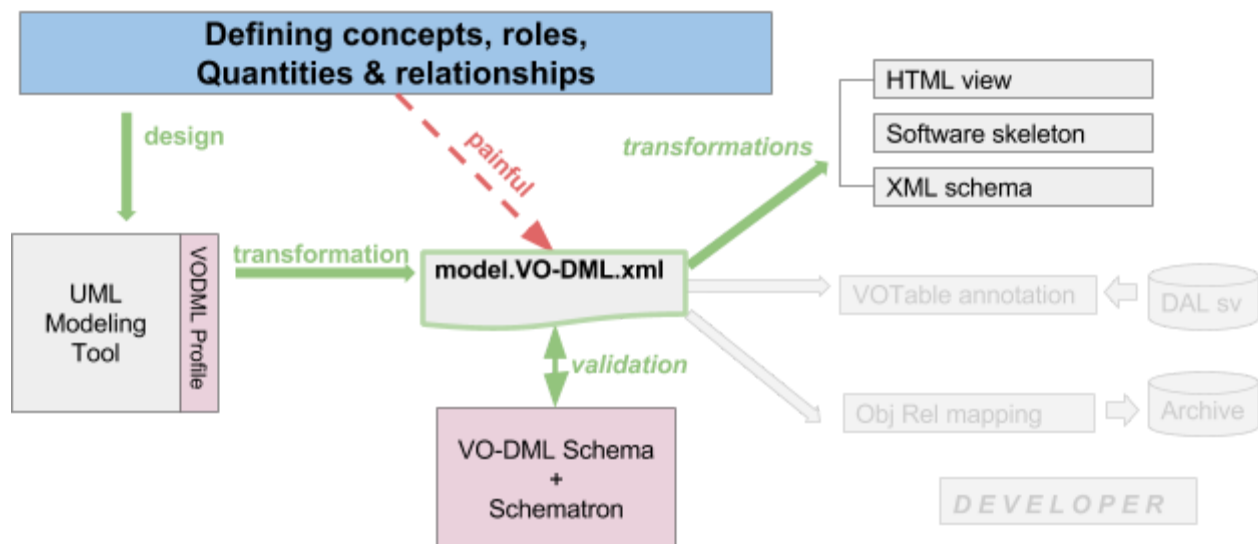 Defining concepts, roles,
Quantities & relationships
design
painful
transformations
HTML view
Software skeleton
XML schema
UML
Modeling
Tool
VODML Profile
transformation
model.VO-DML.xml
validation
VO-DML Schema
+
Schematron
VOTable annotation
DAL sv
Obj Rel mapping
Archive
DEVELOPER